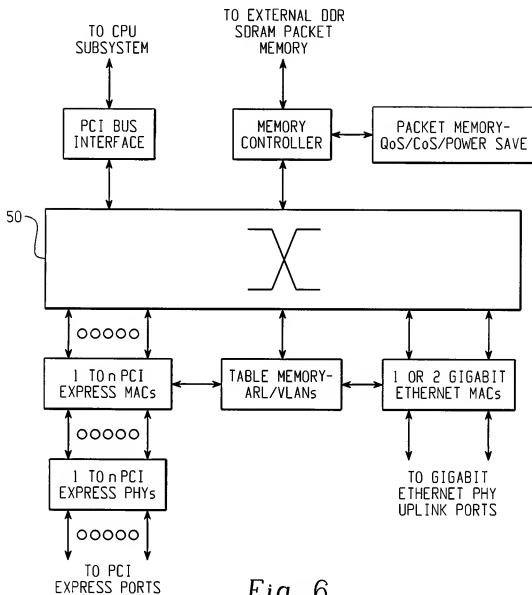 TO EXTERNAL DDR
SDRAM PACKET
MEMORY
TO CPU
SUBSYSTEM
PCI BUS
INTERFACE
MEMORY
CONTROLLER
PACKET MEMORY-
QoS/CoS/POWER SAVE
50
1 TO n PCI
EXPRESS MACs
TABLE MEMORY-
ARL/VLANs
1 OR 2 GIGABIT
ETHERNET MACs
1 TO n PCI
EXPRESS PHYs
TO GIGABIT
ETHERNET PHY
UPLINK PORTS
TO PCI
EXPRESS PORTS
Fig. 6